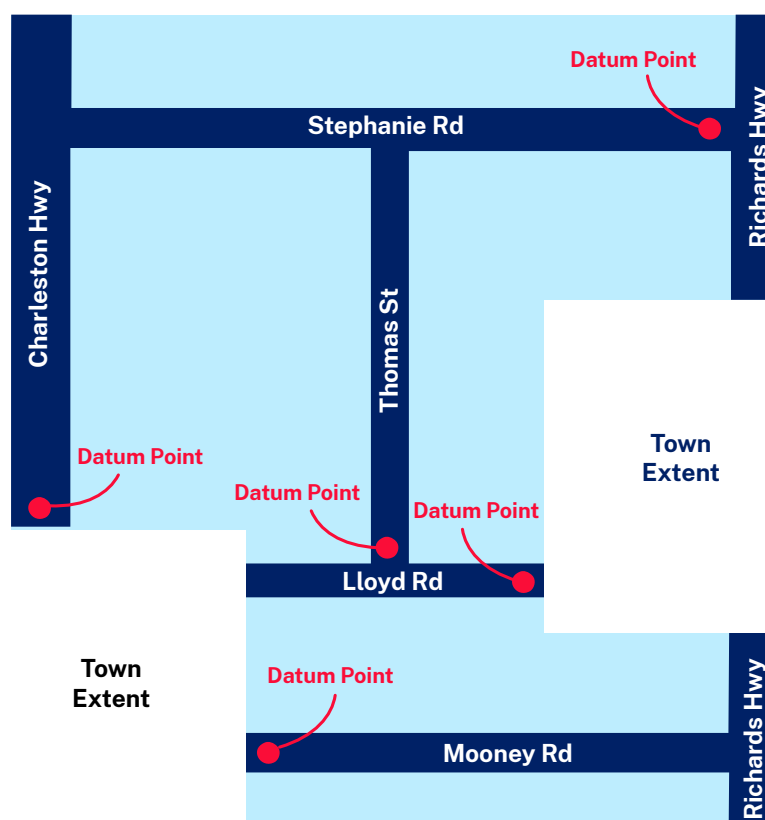 Datum Point
Stephanie Rd
Richards Hwy
Charleston Hwy
Thomas St
Town
Extent
Datum Point
Datum Point
Datum Point
Lloyd Rd
Town
Extent
Datum Point
Richards Hwy
Mooney Rd